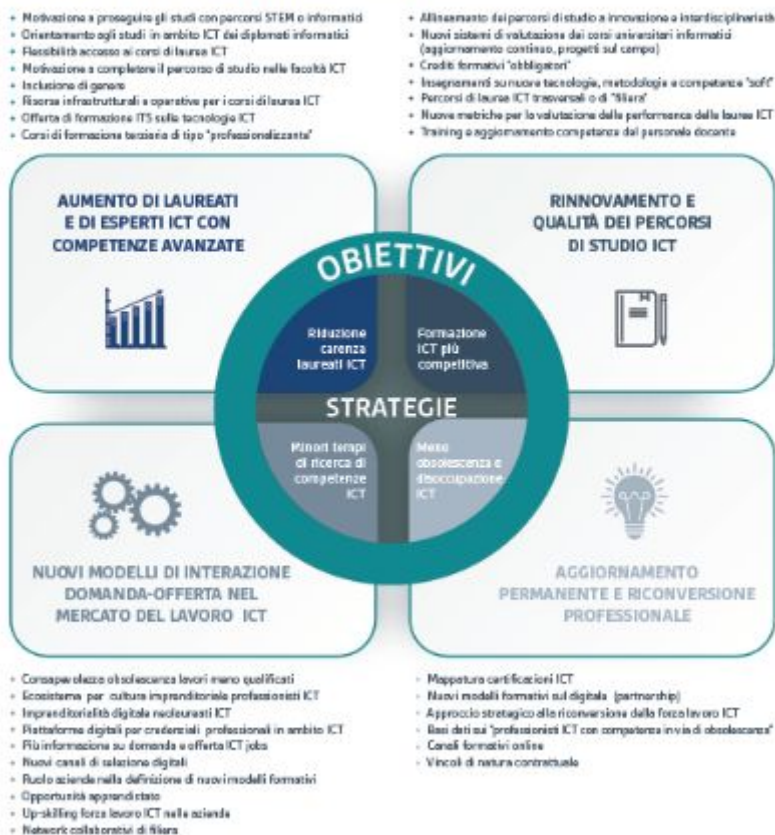 Motivazione a proseguire gli studi con percorsi STEM o informatici
Orientamento agli studi in ambito ICT dei diplomati informatici
Flessibilità accesso ai corsi di laurea ICT
Motivazione a completare il percorso di studio nelle facoltà ICT
Inclusione di genere
Risorse infrastrutturali e operative per i corsi di laurea ICT
Offerta di formazione ITS sulle tecnologie ICT
Corsi di formazione terziaria di tipo "professionalizzante"
Allineamento dei percorsi di studio a innovazione e interdisciplinarietà
Nuovi sistemi di valutazione dei corsi universitari informatici
(aggiornamento continuo, progetti sul campo)
Crediti formativi "obbligatori"
Insegnamenti su nuove tecnologie, metodologie e competenze "soft"
Percorsi di laurea ICT trasversali o di "filiera"
Nuove metriche per la valutazione delle performance delle lauree ICT
Training e aggiornamento competenze del personale docente
AUMENTO DI LAUREATI
E DI ESPERTI ICT CON
COMPETENZE AVANZATE
RINNOVAMENTO E
QUALITÀ DEI PERCORSI
DI STUDIO ICT
OBIETTIVI
Riduzione
carenza
laureati ICT
Formazione
ICT più
competitiva
STRATEGIE
Minori tempi
di ricerca di
competenze
ICT
Meno
obsolescenza e
disoccupazione
ICT
NUOVI MODELLI DI INTERAZIONE
DOMANDA-OFFERTA NEL
MERCATO DEL LAVORO ICT
AGGIORNAMENTO
PERMANENTE E RICONVERSIONE
PROFESSIONALE
Consapevolezza obsolescenza lavori meno qualificati
Ecosistema per cultura imprenditoriale professionisti ICT
Imprenditorialità digitale neolaureati ICT
Piattaforme digitali per credenziali professionali in ambito ICT
Più informazione su domanda e offerta ICT jobs
Nuovi canali di selezione digitali
Ruolo aziende nella definizione di nuovi modelli formativi
Opportunità apprendistato
Up-skilling forza lavoro ICT nelle aziende
Network collaborativi di filiera
Mappatura certificazioni ICT
Nuovi modelli formativi sul digitale (partnership)
Approccio strategico alla riconversione della forza lavoro ICT
Basi dati sui "professionisti ICT con competenze in via di obsolescenza"
Canali formativi online
Vincoli di natura contrattuale